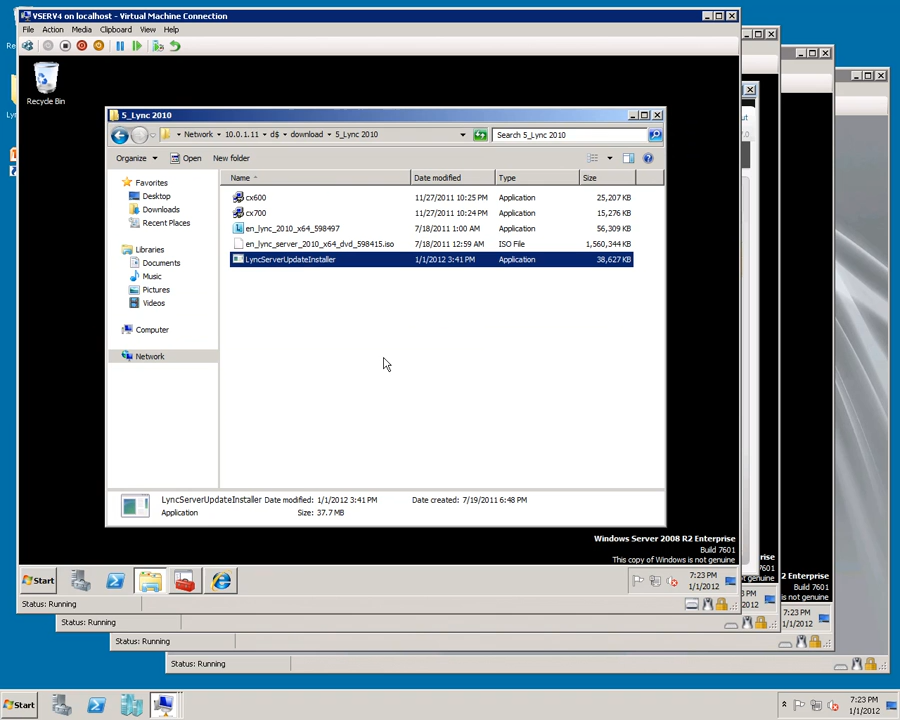 VSERV4 on localhost - Virtual Machine Connection
File Action Media Clipboard View Help
Recycle Bin
5_Lync 2010
Network 10.0.1.11 d$ download 5_Lync 2010
Search 5_Lync 2010
Organize Open New folder
Favorites
Desktop
Downloads
Recent Places
Libraries
Documents
Music
Pictures
Videos
Computer
Network
Name Date modified Type Size
cx600 11/27/2011 10:25 PM Application 25,207 KB
cx700 11/27/2011 10:24 PM Application 15,276 KB
en_lync_2010_x64_598497 7/18/2011 1:00 AM Application 56,309 KB
en_lync_server_2010_x64_dvd_598415.iso 7/18/2011 12:59 AM ISO File 1,560,344 KB
LyncServerUpdateInstaller 1/1/2012 3:41 PM Application 38,627 KB
LyncServerUpdateInstaller Date modified: 1/1/2012 3:41 PM Date created: 7/19/2011 6:48 PM
Application Size: 37.7 MB
Windows Server 2008 R2 Enterprise
Build 7601
This copy of Windows is not genuine
Start
7:23 PM
1/1/2012
Status: Running
2 Enterprise
is not genuine
7:23 PM
1/1/2012
Status: Running
Status: Running
Status: Running
Start
7:23 PM
1/1/2012